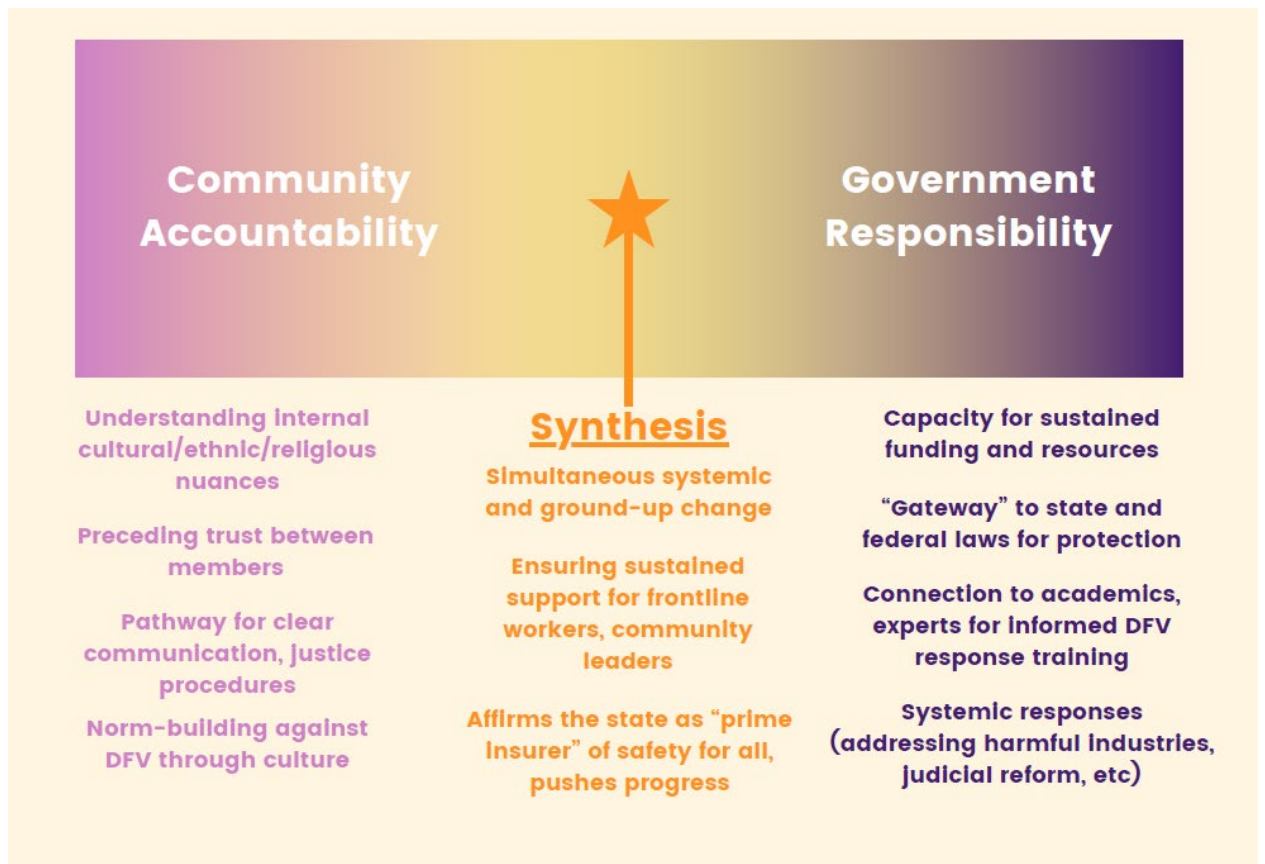 Community
Accountability
Government
Responsibility
Understanding internal
cultural/ethnic/religious
nuances
Preceding trust between
members
Pathway for clear
communication, justice
procedures
Norm-building against
DFV through culture
Synthesis
Simultaneous systemic
and ground-up change
Ensuring sustained
support for frontline
workers, community
leaders
Affirms the state as “prime
insurer” of safety for all,
pushes progress
Capacity for sustained
funding and resources
“Gateway” to state and
federal laws for protection
Connection to academics,
experts for informed DFV
response training
Systemic responses
(addressing harmful industries,
judicial reform, etc)